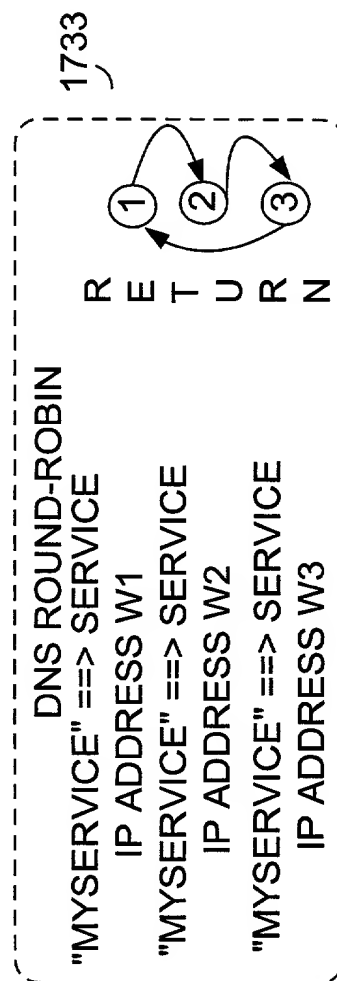 1733
DNS ROUND-ROBIN
"MYSERVICE" ==> SERVICE
IP ADDRESS W1
"MYSERVICE" ==> SERVICE
IP ADDRESS W2
"MYSERVICE" ==> SERVICE
IP ADDRESS W3
RETURN
1
2
3